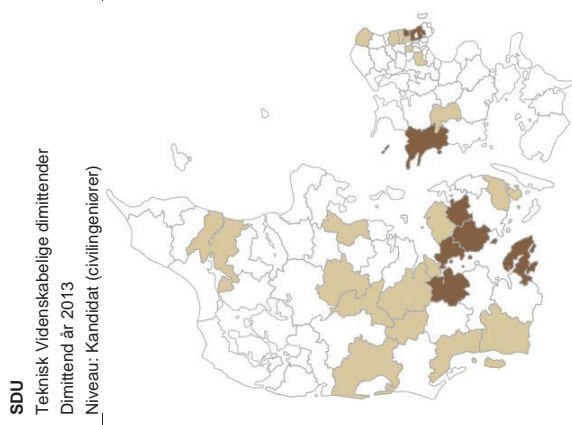 SDU
Teknisk Videnskabelige dimittender
Dimittend år 2013
Niveau: Kandidat (civilingeniører)